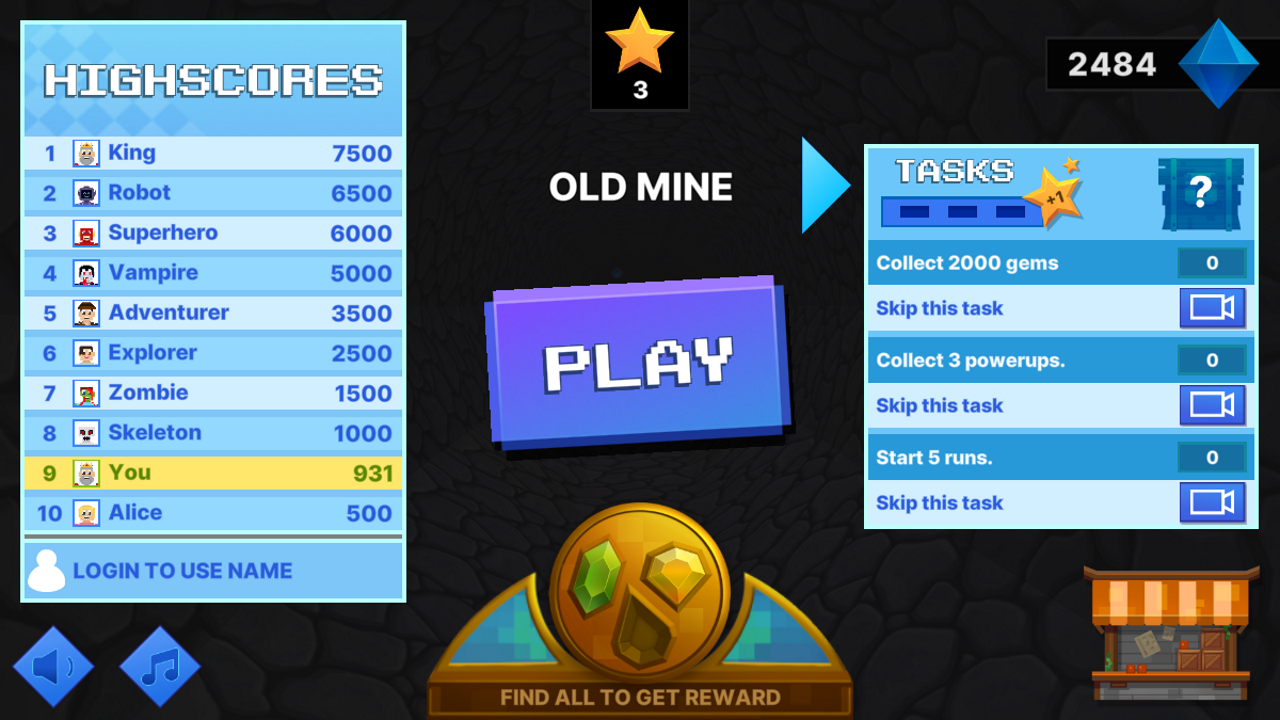 HIGHSCORES
1 King 7500
2 Robot 6500
3 Superhero 6000
4 Vampire 5000
5 Adventurer 3500
6 Explorer 2500
7 Zombie 1500
8 Skeleton 1000
9 You 931
10 Alice 500
LOGIN TO USE NAME
3
OLD MINE
PLAY
FIND ALL TO GET REWARD
2484
TASKS
+1
?
Collect 2000 gems 0
Skip this task
Collect 3 powerups. 0
Skip this task
Start 5 runs. 0
Skip this task